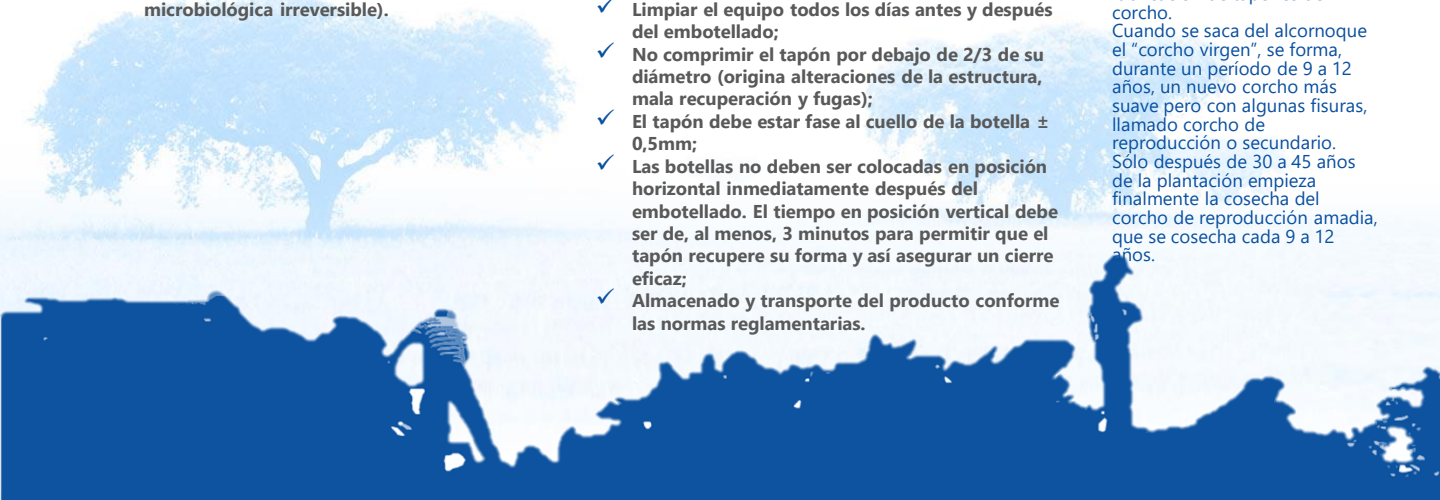 microbiológica irreversible).
Limpiar el equipo todos los días antes y después
del embotellado;
No comprimir el tapón por debajo de 2/3 de su
diámetro (origina alteraciones de la estructura,
mala recuperación y fugas);
El tapón debe estar fase al cuello de la botella ±
0,5mm;
Las botellas no deben ser colocadas en posición
horizontal inmediatamente después del
embotellado. El tiempo en posición vertical debe
ser de, al menos, 3 minutos para permitir que el
tapón recupere su forma y así asegurar un cierre
eficaz;
Almacenado y transporte del producto conforme
las normas reglamentarias.
corcho.
Cuando se saca del alcornoque
el “corcho virgen”, se forma,
durante un período de 9 a 12
años, un nuevo corcho más
suave pero con algunas fisuras,
llamado corcho de
reproducción o secundario.
Sólo después de 30 a 45 años
de la plantación empieza
finalmente la cosecha del
corcho de reproducción amadia,
que se cosecha cada 9 a 12
años.